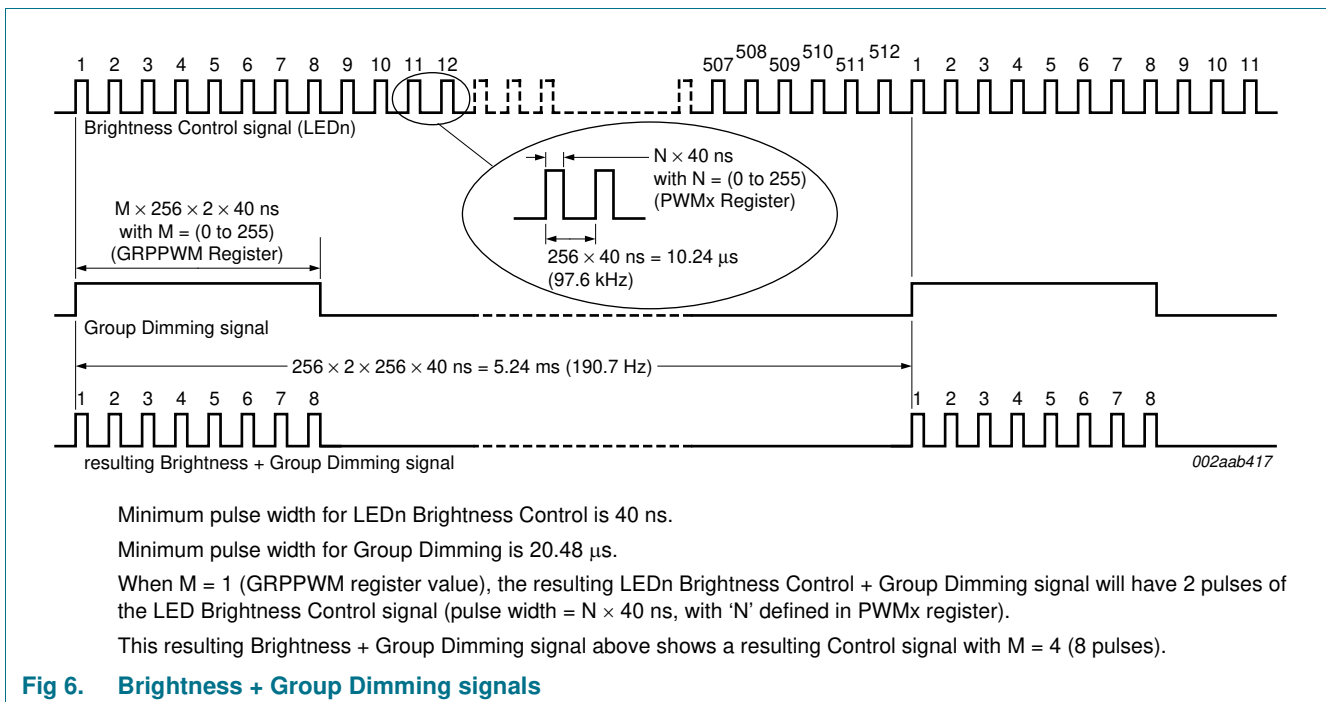 1 2 3 4 5 6 7 8 9 10 11 12 507 508 509 510 511 512 1 2 3 4 5 6 7 8 9 10 11
Brightness Control signal (LEDn)
N × 40 ns
with N = (0 to 255)
(PWMx Register)
256 × 40 ns = 10.24 μs
(97.6 kHz)
M × 256 × 2 × 40 ns
with M = (0 to 255)
(GRPPWM Register)
Group Dimming signal
256 × 2 × 256 × 40 ns = 5.24 ms (190.7 Hz)
1 2 3 4 5 6 7 8 1 2 3 4 5 6 7 8
resulting Brightness + Group Dimming signal
002aab417
Minimum pulse width for LEDn Brightness Control is 40 ns.
Minimum pulse width for Group Dimming is 20.48 μs.
When M = 1 (GRPPWM register value), the resulting LEDn Brightness Control + Group Dimming signal will have 2 pulses of
the LED Brightness Control signal (pulse width = N × 40 ns, with ‘N’ defined in PWMx register).
This resulting Brightness + Group Dimming signal above shows a resulting Control signal with M = 4 (8 pulses).
Fig 6. Brightness + Group Dimming signals